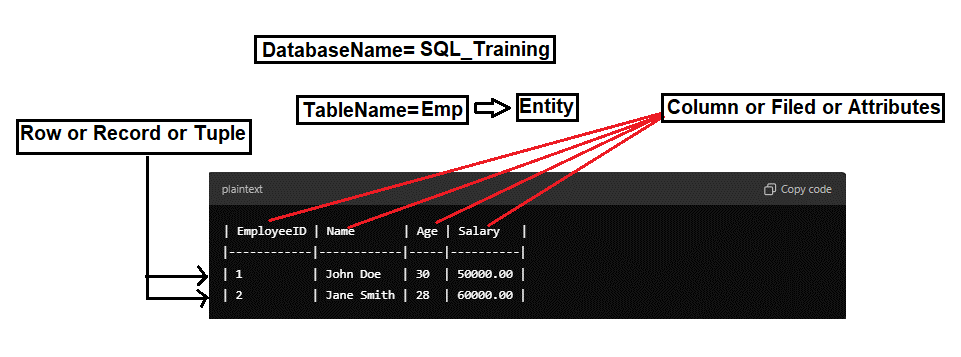 DatabaseName= SQL_Training
TableName=Emp
Entity
Column or Filed or Attributes
Row or Record or Tuple
plaintext
Copy code
| EmployeeID | Name       | Age | Salary   |
|------------|------------|-----|----------|
| 1          | John Doe   | 30  | 50000.00 |
| 2          | Jane Smith | 28  | 60000.00 |